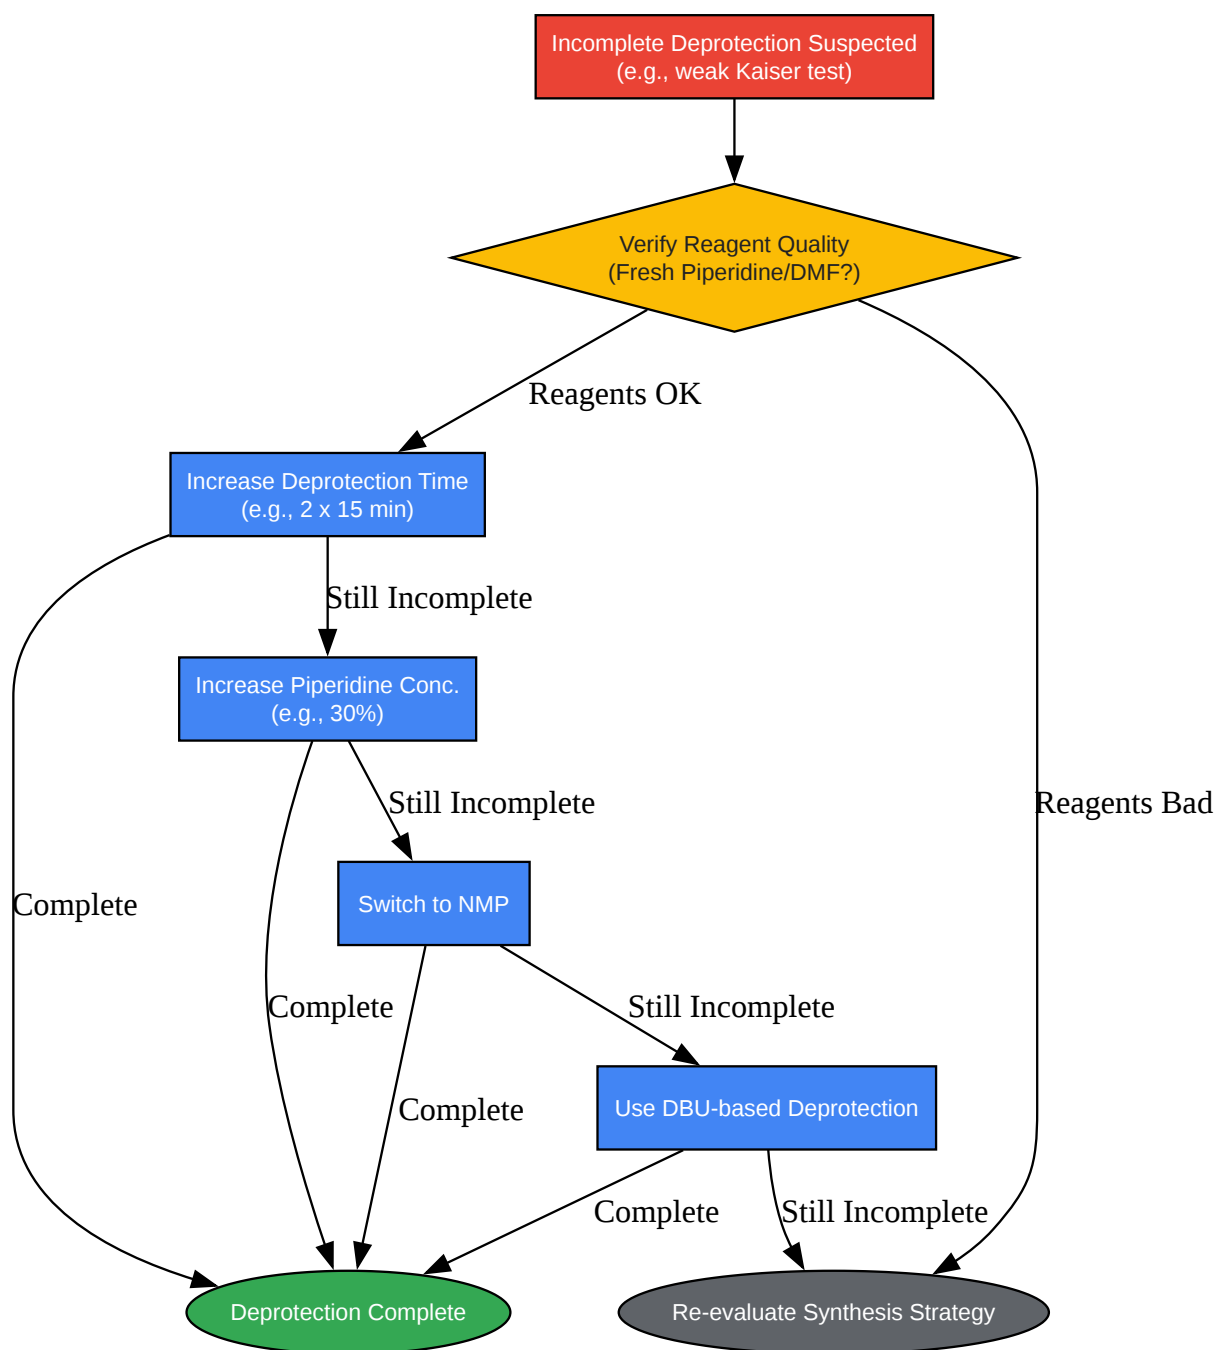 Incomplete Deprotection Suspected
(e.g., weak Kaiser test)
Verify Reagent Quality
(Fresh Piperidine/DMF?)
Reagents OK
Increase Deprotection Time
(e.g., 2 x 15 min)
Still Incomplete
Increase Piperidine Conc.
(e.g., 30%)
Still Incomplete
Reagents Bad
Switch to NMP
Complete
Complete
Still Incomplete
Complete
Use DBU-based Deprotection
Complete
Still Incomplete
Deprotection Complete
Re-evaluate Synthesis Strategy